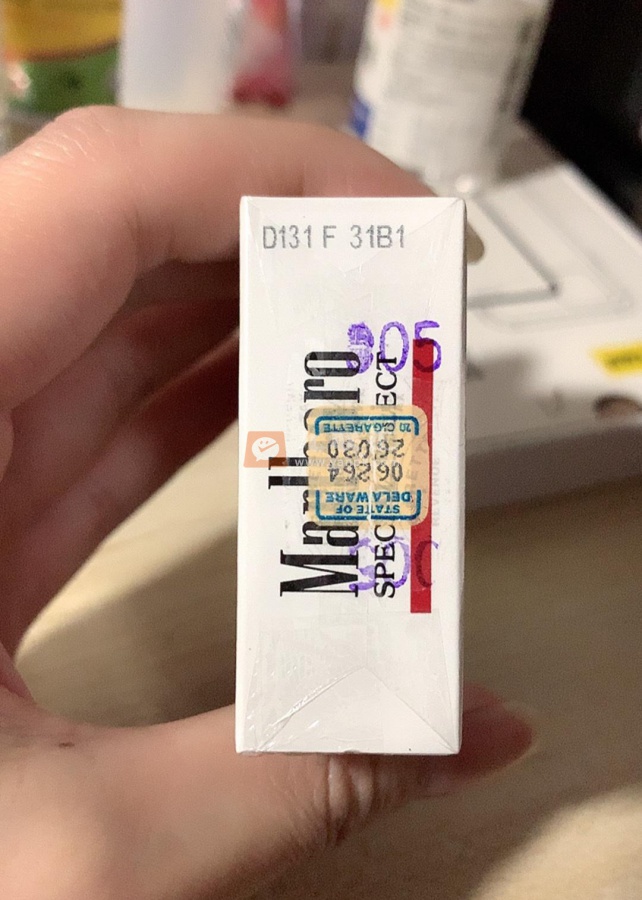 D131 F 31B1
305
Marlboro
SPECIAL SELECT
STATE OF
DELAWARE
06264
26030
20 CIGARETTE